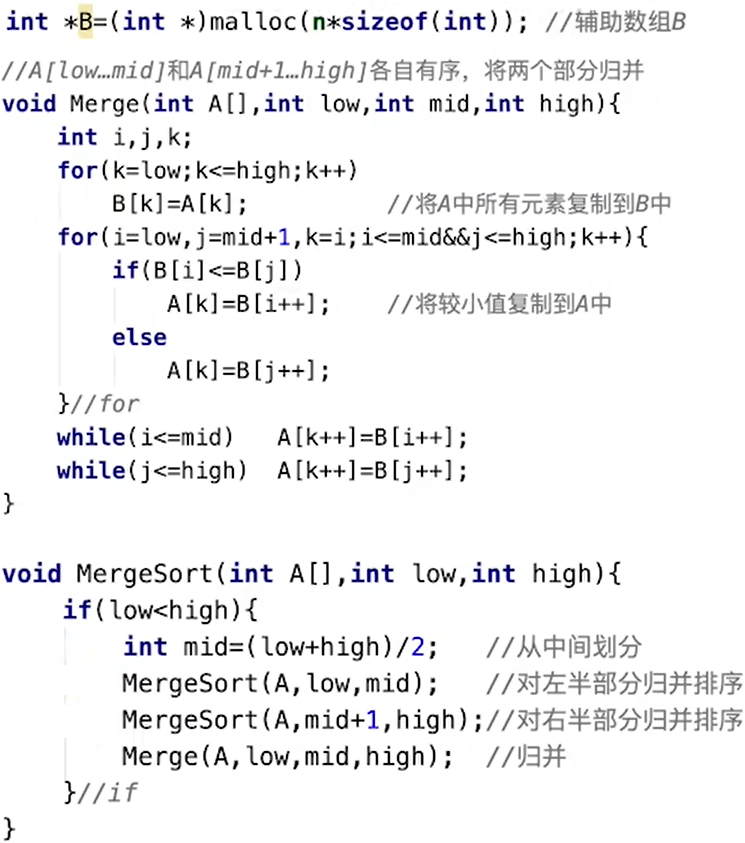 int *B=(int *)malloc(n*sizeof(int)); //辅助数组B
//A[low…mid]和A[mid+1…high]各自有序，将两个部分归并
void Merge(int A[],int low,int mid,int high){
    int i,j,k;
    for(k=low;k<=high;k++)
        B[k]=A[k];          //将A中所有元素复制到B中
    for(i=low,j=mid+1,k=i;i<=mid&&j<=high;k++){
        if(B[i]<=B[j])
            A[k]=B[i++];    //将较小值复制到A中
        else
            A[k]=B[j++];
    }//for
    while(i<=mid)   A[k++]=B[i++];
    while(j<=high)  A[k++]=B[j++];
}
void MergeSort(int A[],int low,int high){
    if(low<high){
        int mid=(low+high)/2;   //从中间划分
        MergeSort(A,low,mid);   //对左半部分归并排序
        MergeSort(A,mid+1,high);//对右半部分归并排序
        Merge(A,low,mid,high);  //归并
    }//if
}